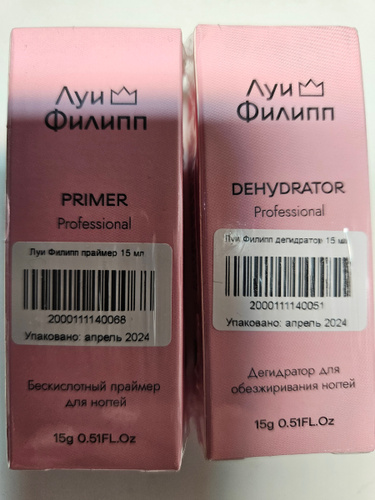 Луи
Филипп
PRIMER
Professional
Луи Филипп праймер 15 мл
2000111140068
Упаковано: апрель 2024
Бескислотный праймер
для ногтей
15g 0.51FL.Oz
Луи
Филипп
DEHYDRATOR
Professional
Луи Филипп дегидратор 15 мл
2000111140051
Упаковано: апрель 2024
Дегидратор для
обезжиривания ногтей
15g 0.51FL.Oz